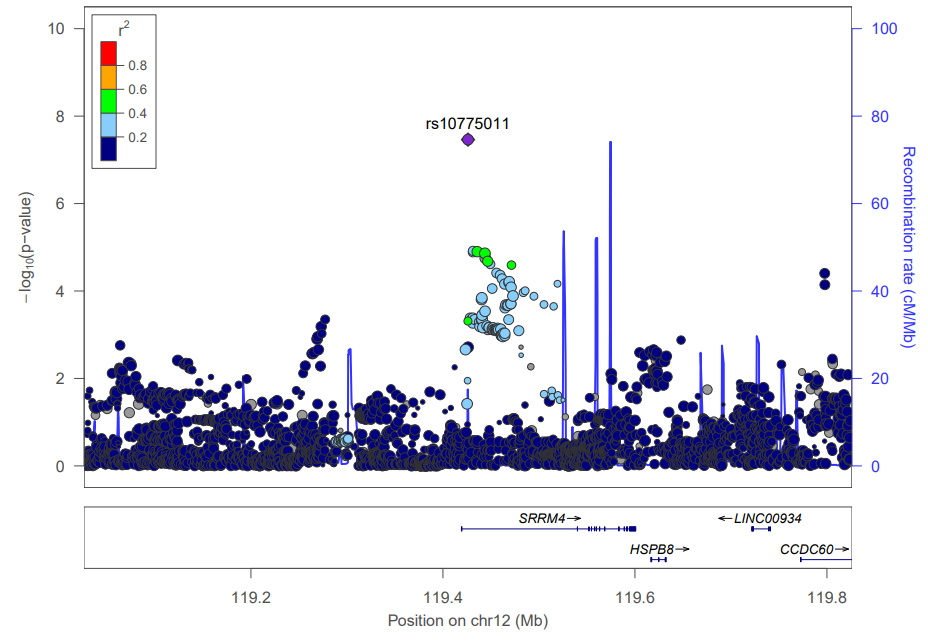 r2
0.8
0.6
0.4
0.2
rs10775011
10
8
6
4
2
0
−log10(p−value)
100
80
60
40
20
0
Recombination rate (cM/Mb)
SRRM4→
←LINC00934
HSPB8→
CCDC60→
119.2 119.4 119.6 119.8
Position on chr12 (Mb)